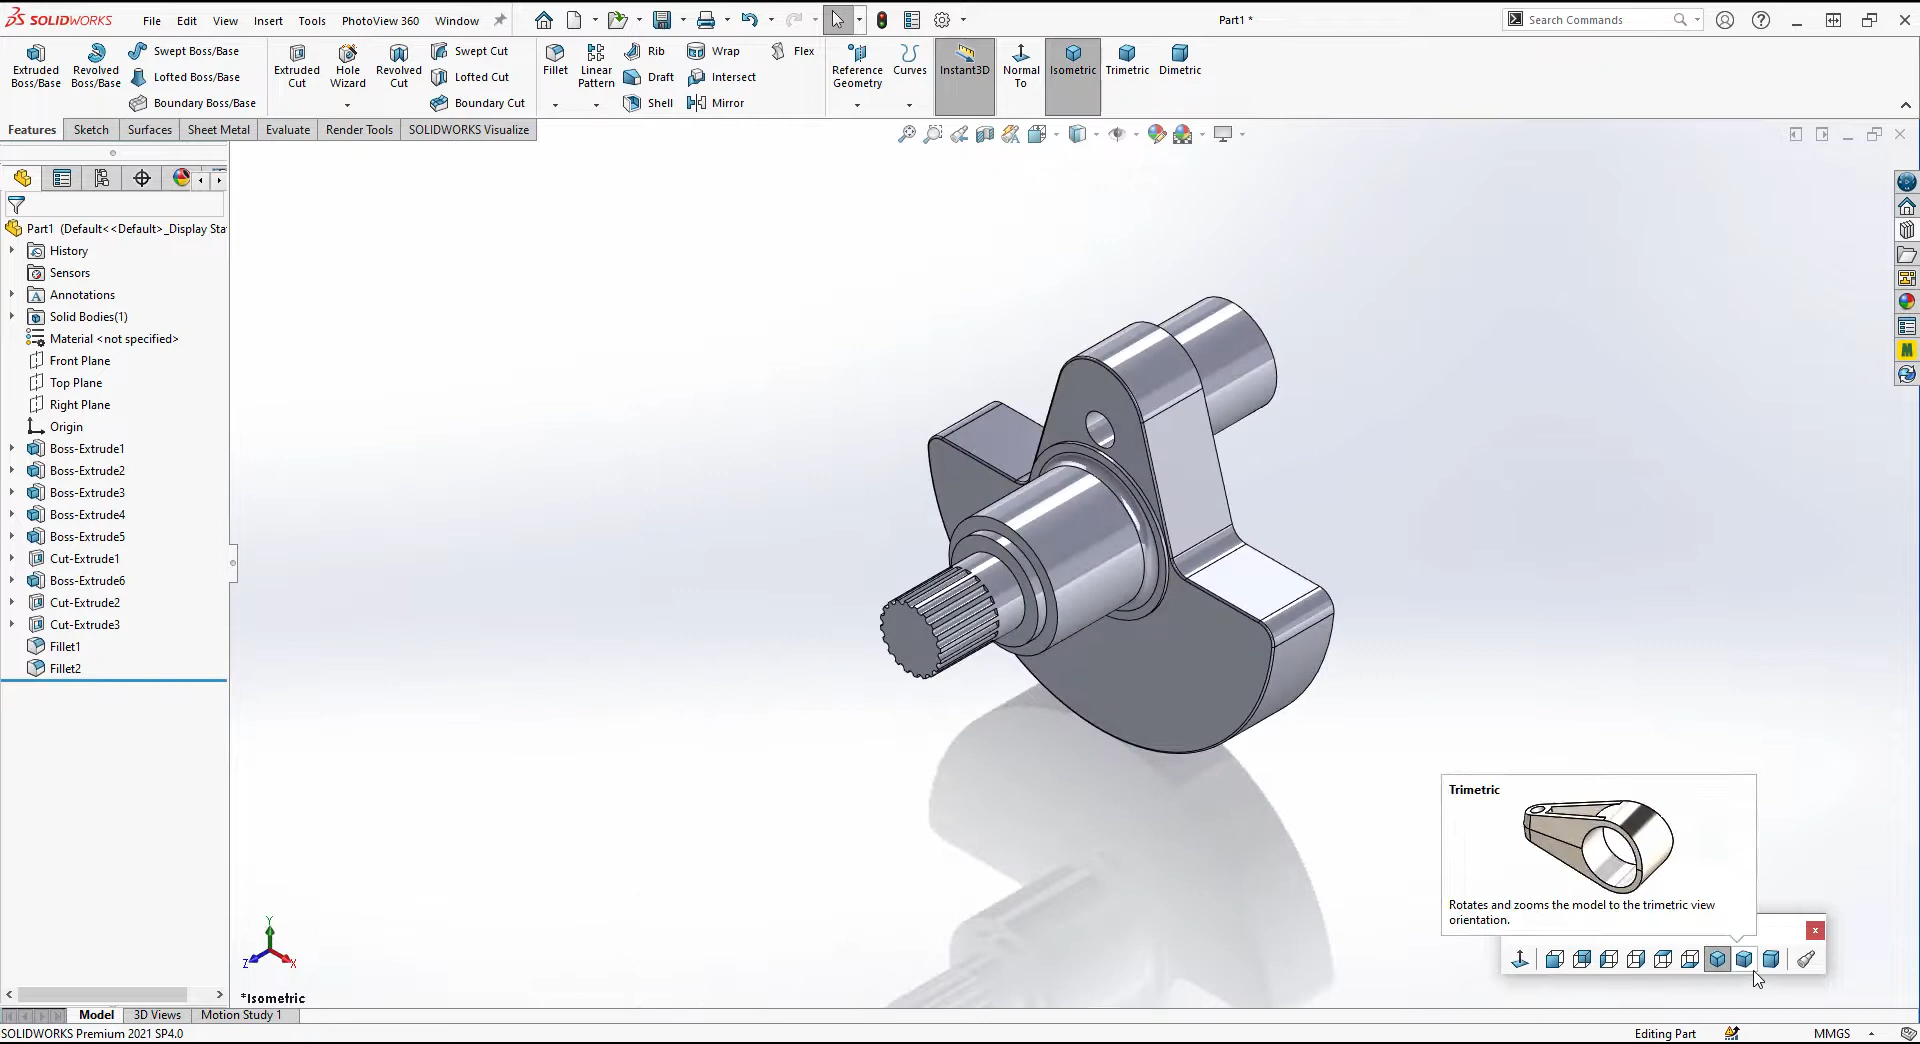 SOLIDWORKS File Edit View Insert Tools PhotoView 360 Window Part1 * Search Commands
Extruded Boss/Base
Revolved Boss/Base
Swept Boss/Base
Lofted Boss/Base
Boundary Boss/Base
Extruded Cut
Hole Wizard
Revolved Cut
Swept Cut
Lofted Cut
Boundary Cut
Fillet
Linear Pattern
Rib
Draft
Shell
Wrap
Intersect
Mirror
Flex
Reference Geometry
Curves
Instant3D
Normal To
Isometric
Trimetric
Dimetric
Features Sketch Surfaces Sheet Metal Evaluate Render Tools SOLIDWORKS Visualize
Part1 (Default<<Default>_Display Sta
History
Sensors
Annotations
Solid Bodies(1)
Material <not specified>
Front Plane
Top Plane
Right Plane
Origin
Boss-Extrude1
Boss-Extrude2
Boss-Extrude3
Boss-Extrude4
Boss-Extrude5
Cut-Extrude1
Boss-Extrude6
Cut-Extrude2
Cut-Extrude3
Fillet1
Fillet2
Trimetric
Rotates and zooms the model to the trimetric view
orientation.
Y
Z X
*Isometric
Model 3D Views Motion Study 1
SOLIDWORKS Premium 2021 SP4.0 Editing Part MMGS